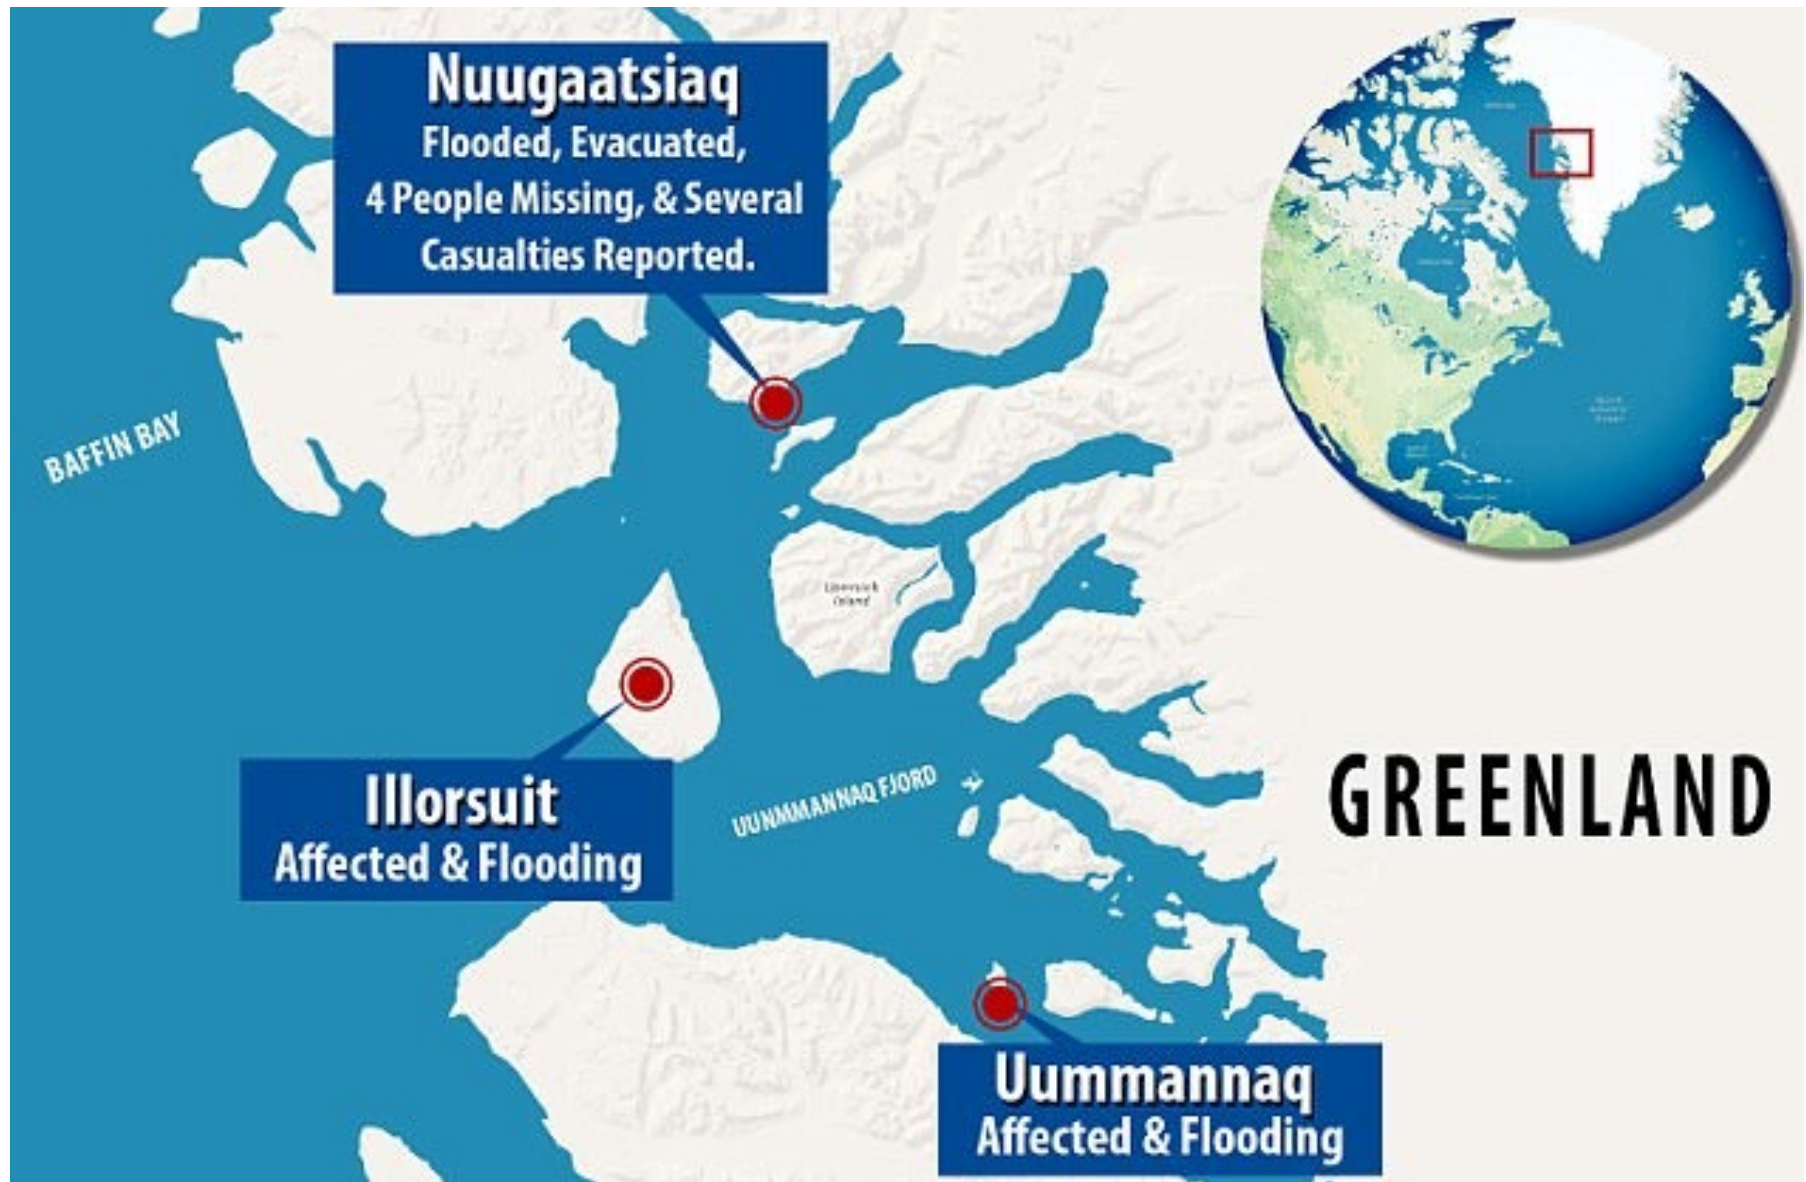 Nuugaatsiaq
Flooded, Evacuated,
4 People Missing, & Several
Casualties Reported.
BAFFIN BAY
Island
Illorsuit
Affected & Flooding
UUNMMANNAQ FJORD
GREENLAND
Uummannaq
Affected & Flooding